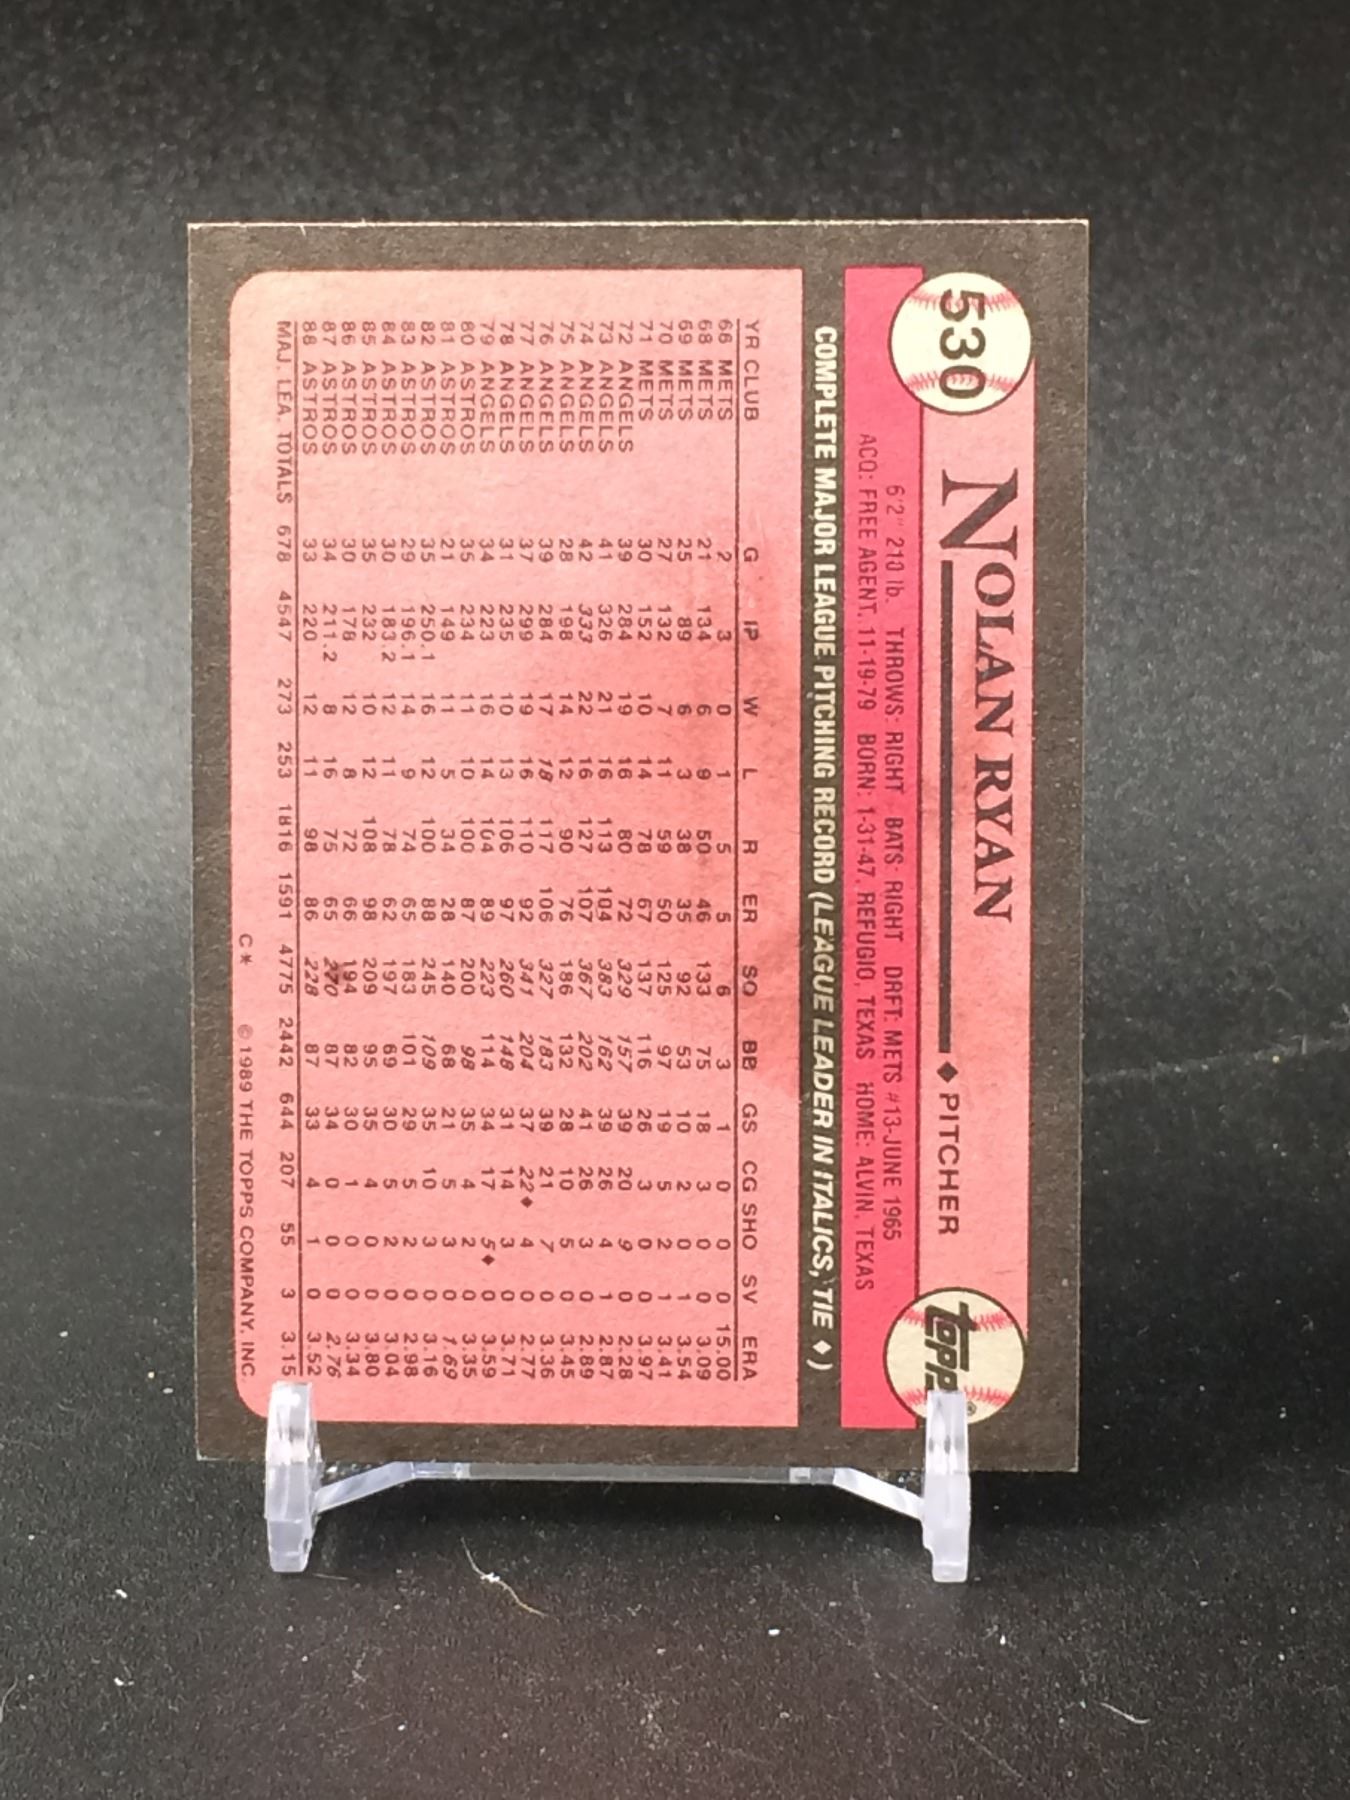 530
NOLAN RYAN ♦ PITCHER
topps®
6'2" 210 lb. THROWS: RIGHT BATS: RIGHT DRFT: METS #13-JUNE 1965
ACQ: FREE AGENT, 11-19-79 BORN: 1-31-47, REFUGIO, TEXAS HOME: ALVIN, TEXAS
COMPLETE MAJOR LEAGUE PITCHING RECORD (LEAGUE LEADER IN ITALICS, TIE ♦)
YR CLUB G IP W L R ER SO BB GS CG SHO SV ERA
66 METS 2 3 0 1 5 5 6 3 1 0 0 0 15.00
68 METS 21 134 6 9 50 46 133 75 18 3 0 0 3.09
69 METS 25 89 6 3 38 35 92 53 10 2 0 1 3.54
70 METS 27 132 7 11 59 50 125 97 19 5 2 1 3.41
71 METS 30 152 10 14 78 67 137 116 26 3 0 0 3.97
72 ANGELS 39 284 19 16 80 72 329 157 39 20 9 0 2.28
73 ANGELS 41 326 21 16 113 104 383 162 39 26 4 1 2.87
74 ANGELS 42 333 22 16 127 107 367 202 41 26 3 0 2.89
75 ANGELS 28 198 14 12 90 76 186 132 28 10 5 0 3.45
76 ANGELS 39 284 17 18 117 106 327 183 39 21 7 0 3.36
77 ANGELS 37 299 19 16 110 92 341 204 37 22♦ 4 0 2.77
78 ANGELS 31 235 10 13 106 97 260 148 31 14 3 0 3.71
79 ANGELS 34 223 16 14 104 89 223 114 34 17 5♦ 0 3.59
80 ASTROS 35 234 11 10 100 87 200 98 35 4 2 0 3.35
81 ASTROS 21 149 11 5 34 28 140 68 21 5 3 0 1.69
82 ASTROS 35 250.1 16 12 100 88 245 109 35 10 3 0 3.16
83 ASTROS 29 196.1 14 9 74 65 183 101 29 5 2 0 2.98
84 ASTROS 30 183.2 12 11 78 62 197 69 30 5 2 0 3.04
85 ASTROS 35 232 10 12 108 98 209 95 35 4 0 0 3.80
86 ASTROS 30 178 12 8 72 66 194 82 30 1 0 0 3.34
87 ASTROS 34 211.2 8 16 75 65 270 87 34 0 0 0 2.76
88 ASTROS 33 220 12 11 98 86 228 87 33 4 1 0 3.52
MAJ. LEA. TOTALS 678 4547 273 253 1816 1591 4775 2442 644 207 55 3 3.15
C* © 1989 THE TOPPS COMPANY, INC.